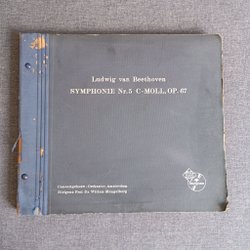 Ludwig van Beethoven
SYMPHONIE Nr. 5 C-MOLL, OP. 67
Concertgebouw-Orchester, Amsterdam
Dirigent: Prof. Dr. Willem Mengelberg